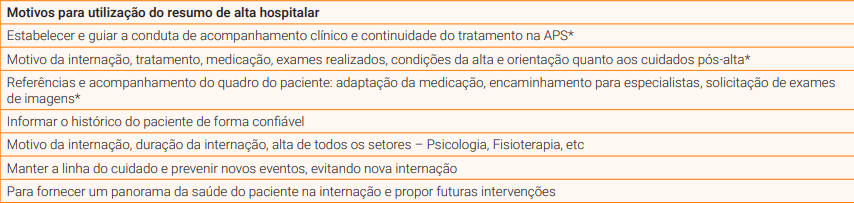 Motivos para utilização do resumo de alta hospitalar
Estabelecer e guiar a conduta de acompanhamento clínico e continuidade do tratamento na APS*
Motivo da internação, tratamento, medicação, exames realizados, condições da alta e orientação quanto aos cuidados pós-alta*
Referências e acompanhamento do quadro do paciente: adaptação da medicação, encaminhamento para especialistas, solicitação de exames
de imagens*
Informar o histórico do paciente de forma confiável
Motivo da internação, duração da internação, alta de todos os setores – Psicologia, Fisioterapia, etc
Manter a linha do cuidado e prevenir novos eventos, evitando nova internação
Para fornecer um panorama da saúde do paciente na internação e propor futuras intervenções